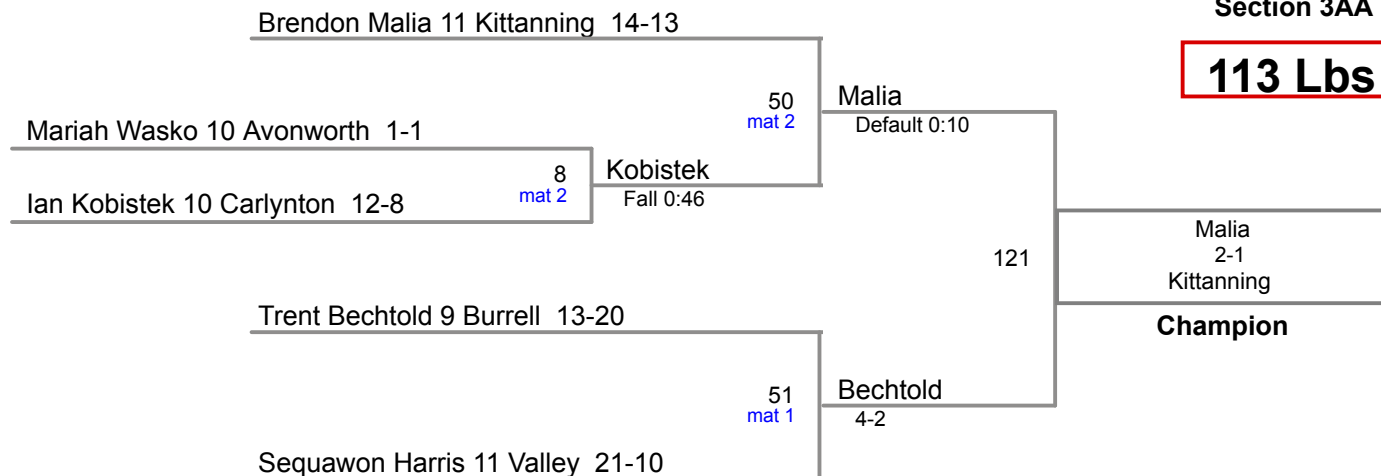 Section 3AA
113 Lbs
Brendon Malia 11 Kittanning 14-13
50
mat 2
Malia
Default 0:10
Mariah Wasko 10 Avonworth 1-1
8
mat 2
Kobistek
Fall 0:46
Ian Kobistek 10 Carlynton 12-8
121
Malia
2-1
Kittanning
Champion
Trent Bechtold 9 Burrell 13-20
51
mat 1
Bechtold
4-2
Sequawon Harris 11 Valley 21-10